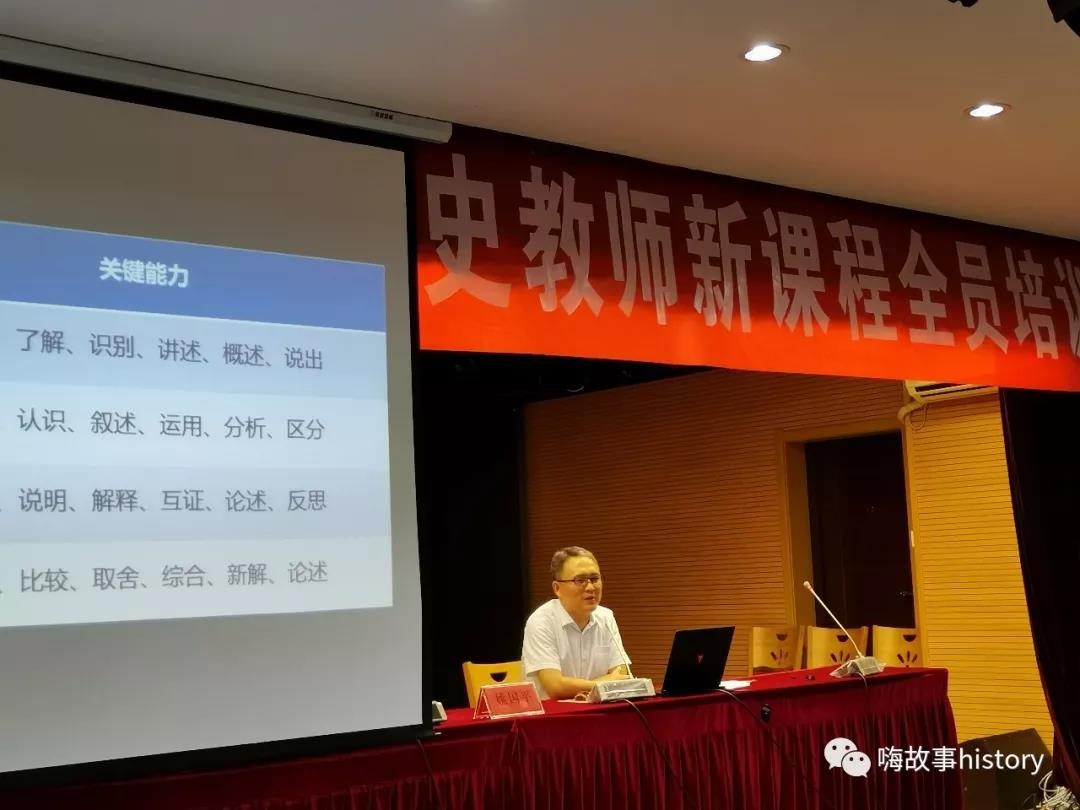 史教师新课程全员培训
关键能力
了解、识别、讲述、概述、说出
认识、叙述、运用、分析、区分
、说明、解释、互证、论述、反思
、比较、取舍、综合、新解、论述
嗨故事history